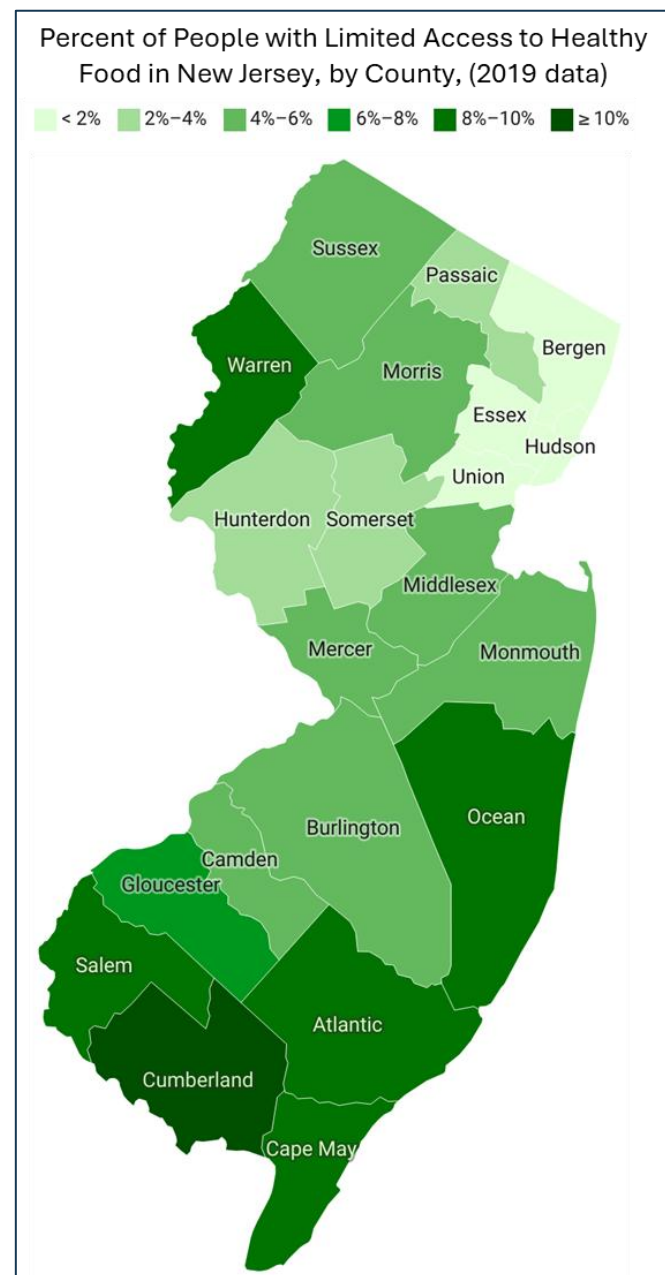 Percent of People with Limited Access to Healthy
Food in New Jersey, by County, (2019 data)
< 2% 2%–4% 4%–6% 6%–8% 8%–10% ≥ 10%
Sussex
Passaic
Bergen
Warren
Morris
Essex
Hudson
Union
Hunterdon Somerset
Middlesex
Mercer
Monmouth
Ocean
Burlington
Camden
Gloucester
Salem
Atlantic
Cumberland
Cape May